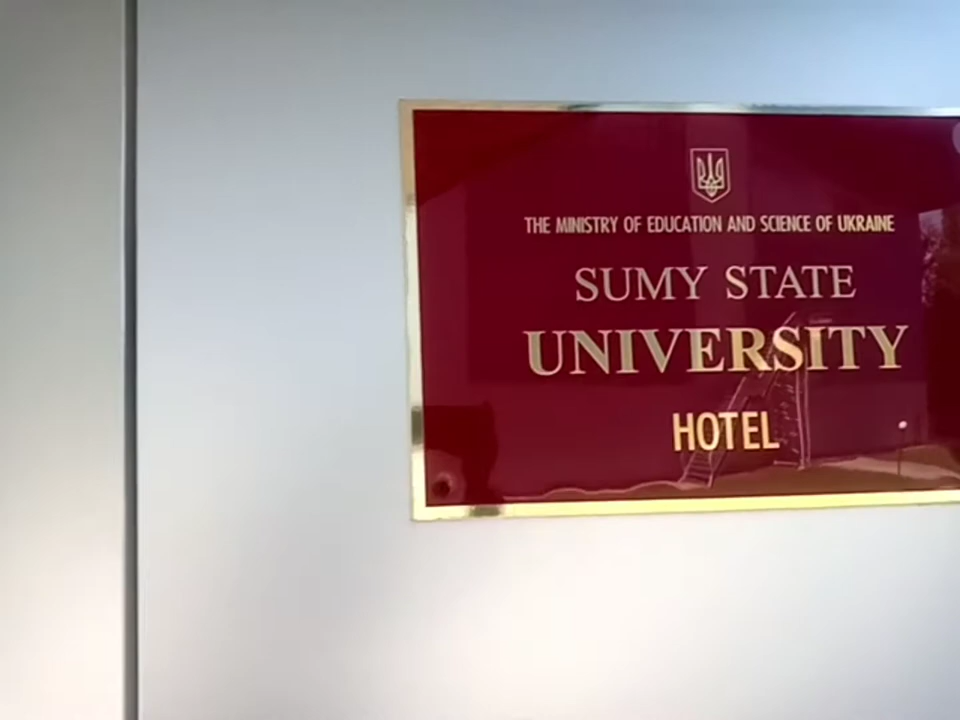 THE MINISTRY OF EDUCATION AND SCIENCE OF UKRAINE
SUMY STATE
UNIVERSITY
HOTEL